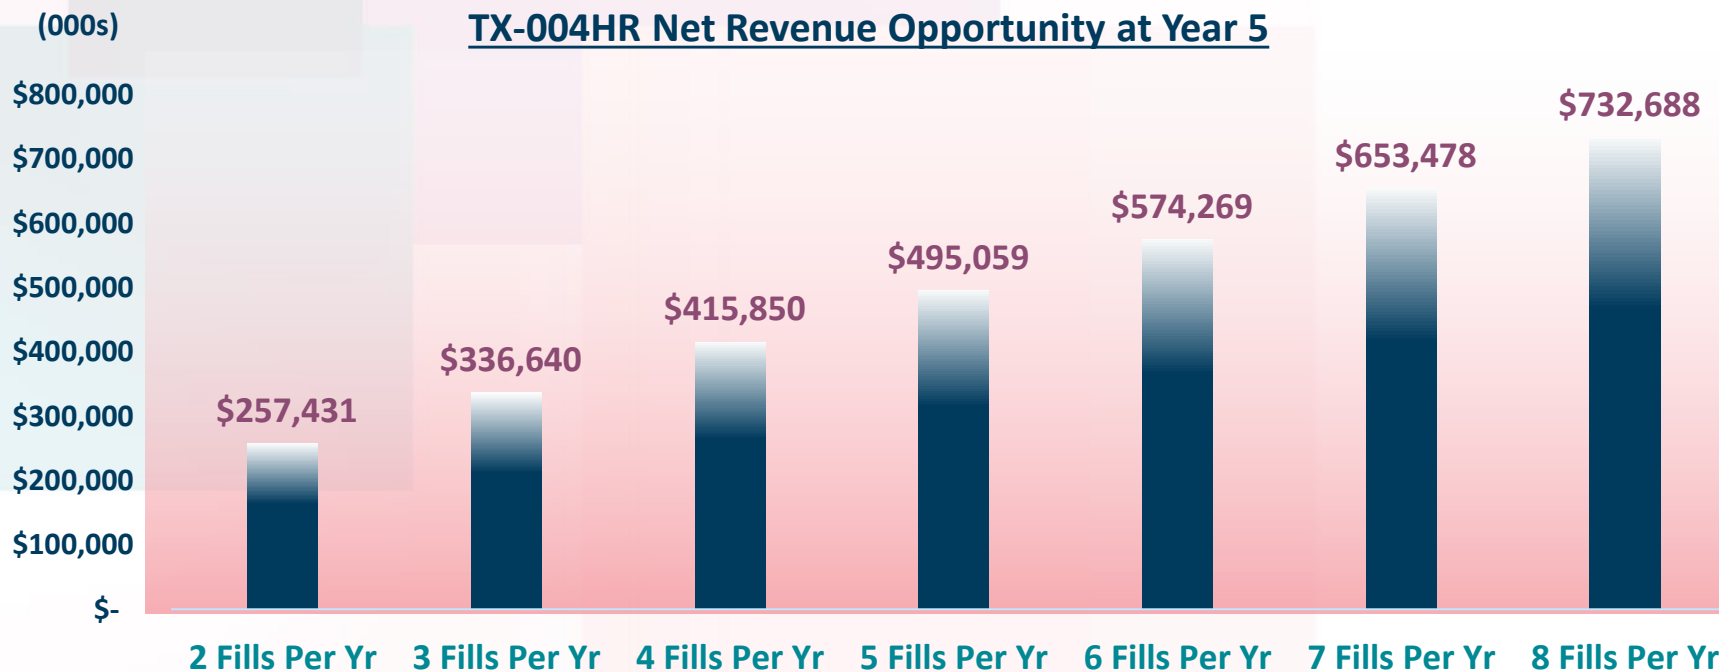 (000s)
TX-004HR Net Revenue Opportunity at Year 5
$800,000
$700,000
$600,000
$500,000
$400,000
$300,000
$200,000
$100,000
$-
$257,431
$336,640
$415,850
$495,059
$574,269
$653,478
$732,688
2 Fills Per Yr
3 Fills Per Yr
4 Fills Per Yr
5 Fills Per Yr
6 Fills Per Yr
7 Fills Per Yr
8 Fills Per Yr